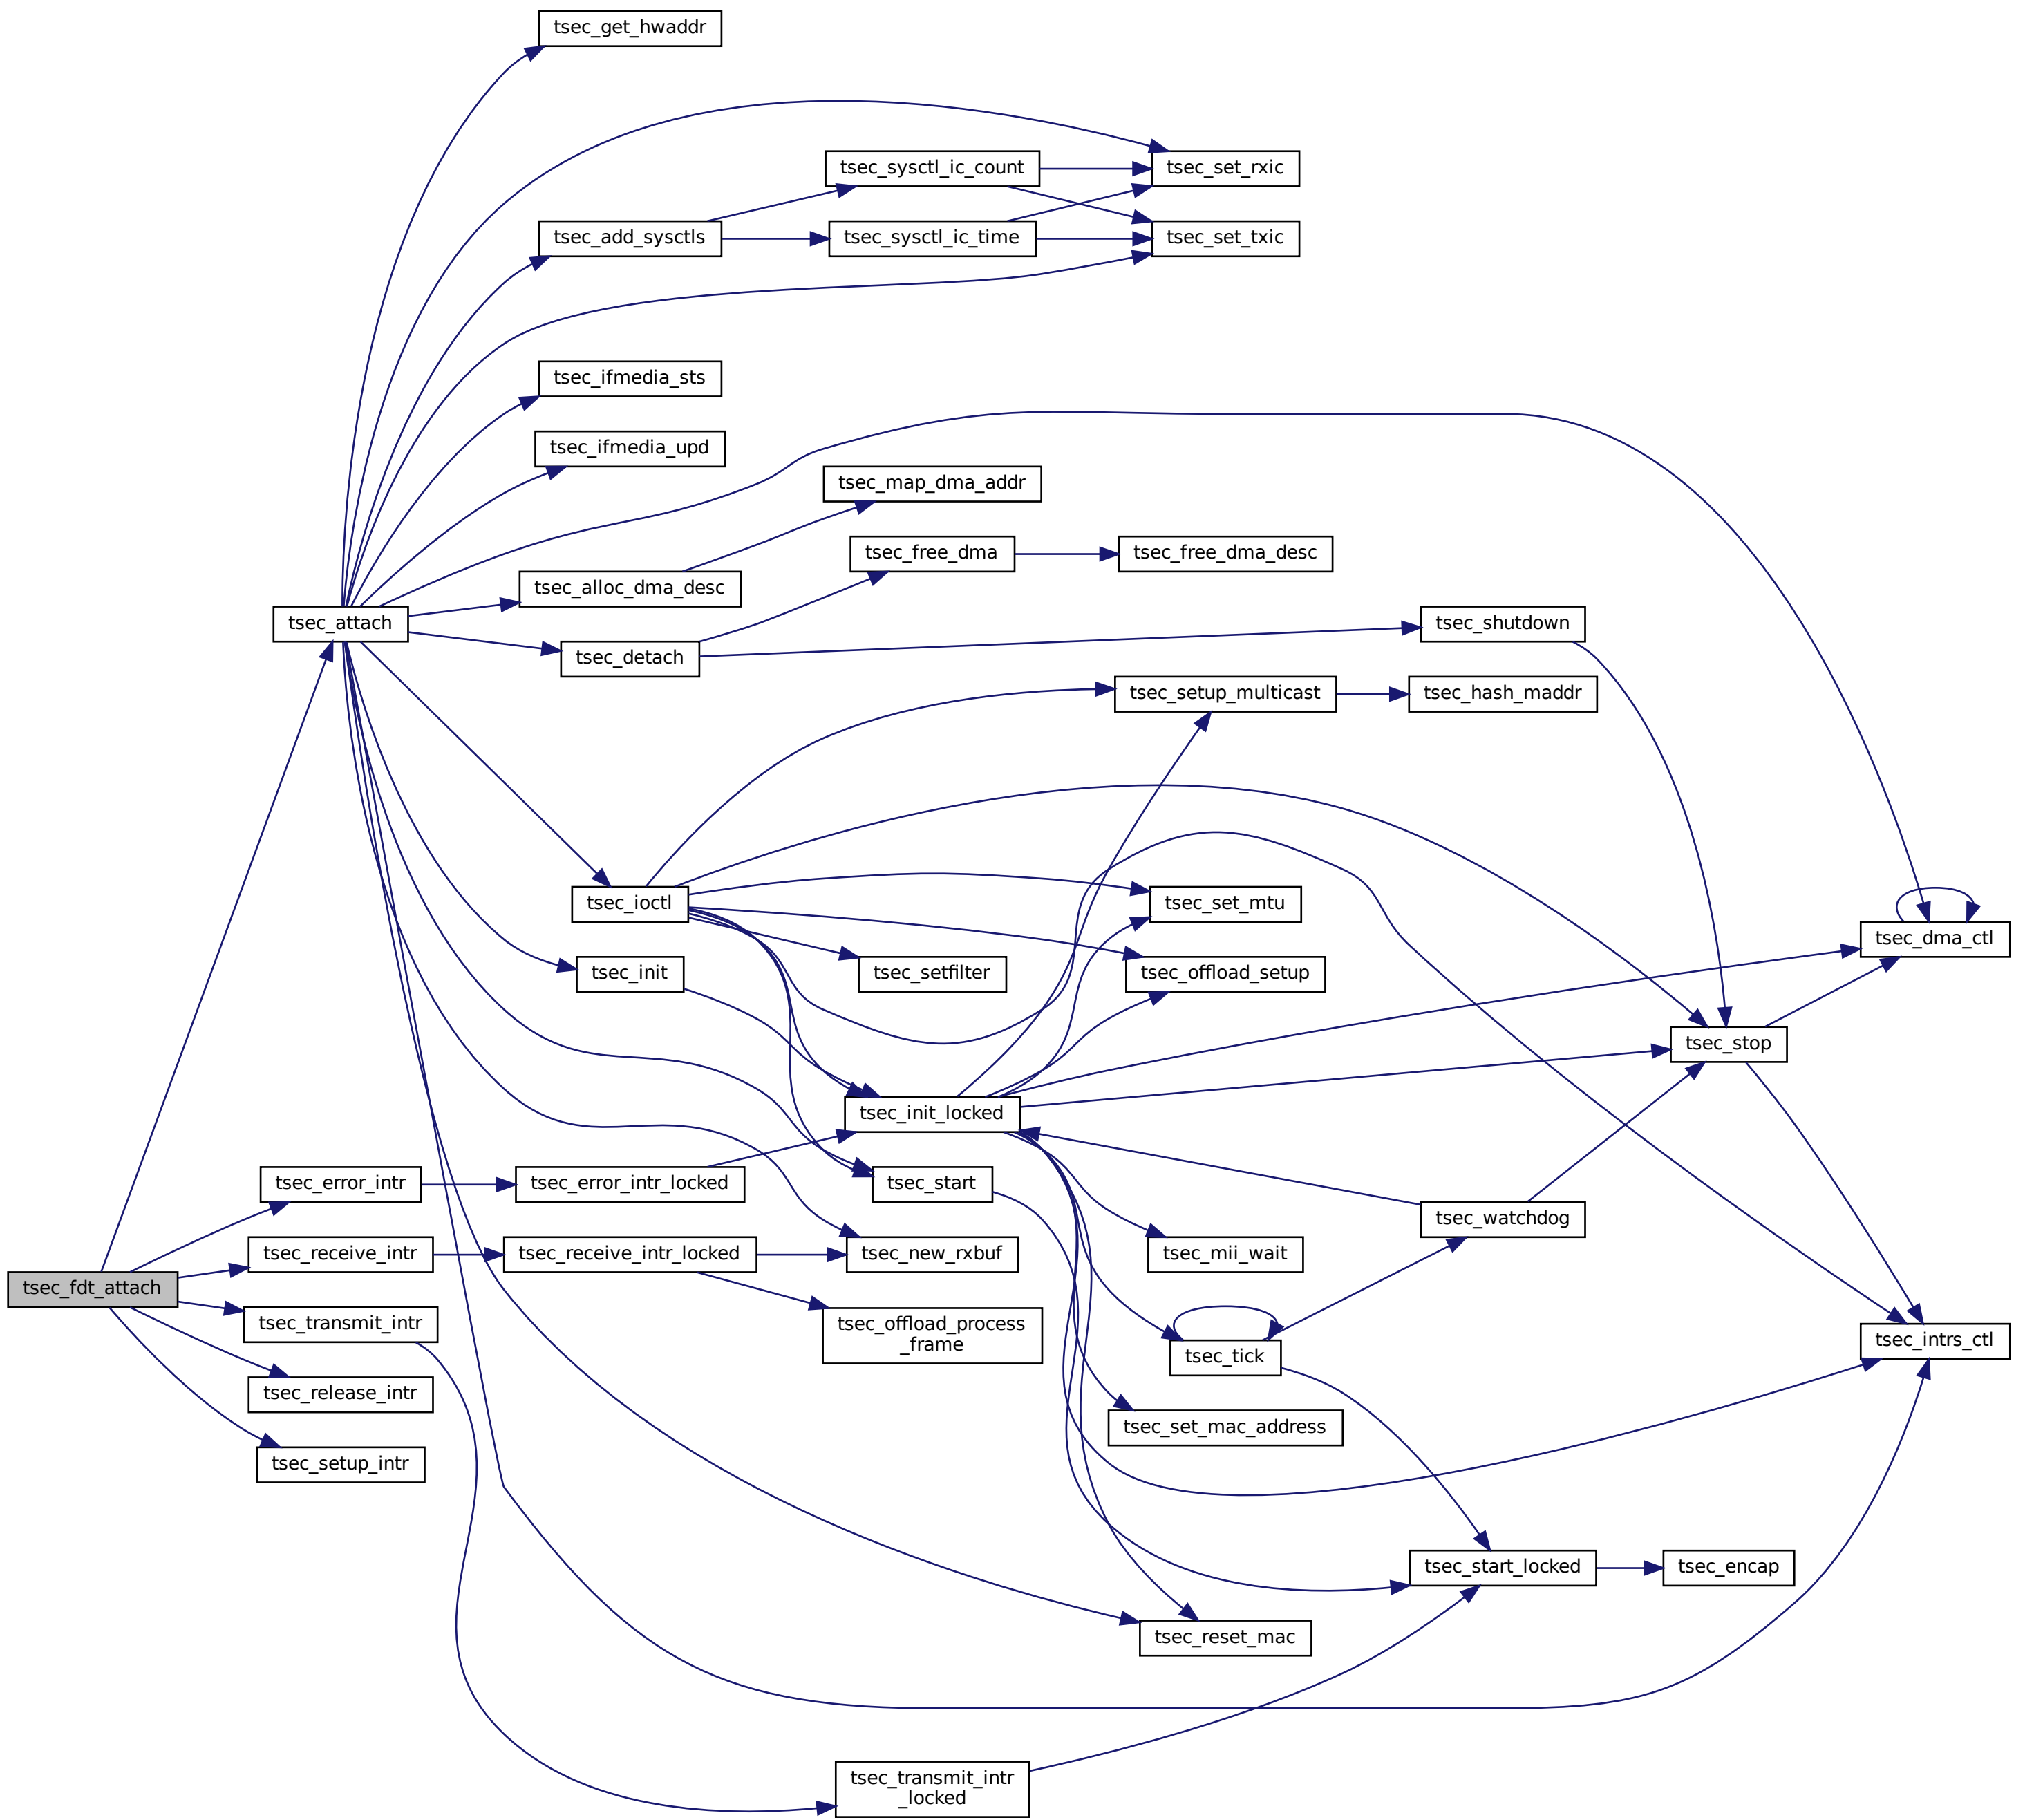 tsec_get_hwaddr
tsec_sysctl_ic_count
tsec_set_rxic
tsec_add_sysctls
tsec_sysctl_ic_time
tsec_set_txic
tsec_ifmedia_sts
tsec_ifmedia_upd
tsec_map_dma_addr
tsec_free_dma
tsec_free_dma_desc
tsec_alloc_dma_desc
tsec_attach
tsec_shutdown
tsec_detach
tsec_setup_multicast
tsec_hash_maddr
tsec_ioctl
tsec_set_mtu
tsec_dma_ctl
tsec_init
tsec_setfilter
tsec_offload_setup
tsec_stop
tsec_init_locked
tsec_error_intr
tsec_error_intr_locked
tsec_start
tsec_watchdog
tsec_receive_intr
tsec_receive_intr_locked
tsec_new_rxbuf
tsec_mii_wait
tsec_fdt_attach
tsec_transmit_intr
tsec_offload_process
_frame
tsec_tick
tsec_intrs_ctl
tsec_release_intr
tsec_set_mac_address
tsec_setup_intr
tsec_start_locked
tsec_encap
tsec_reset_mac
tsec_transmit_intr
_locked